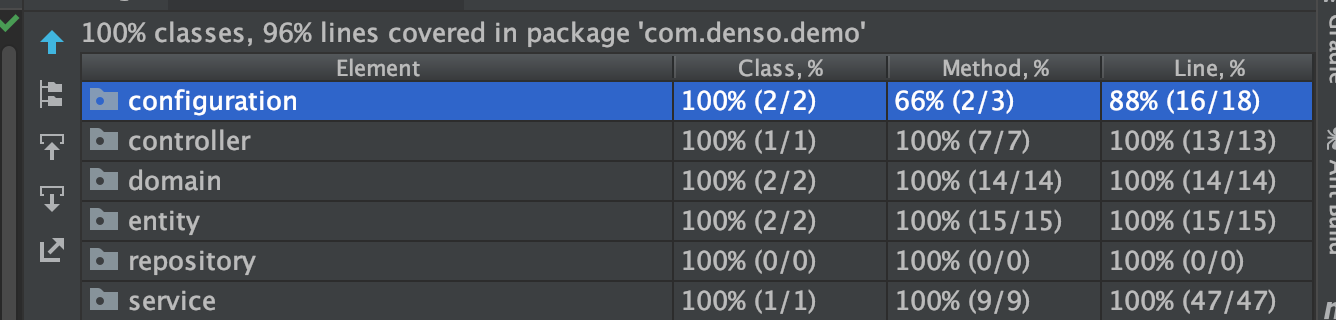 100% classes, 96% lines covered in package 'com.denso.demo'
Element Class, % Method, % Line, %
configuration 100% (2/2) 66% (2/3) 88% (16/18)
controller 100% (1/1) 100% (7/7) 100% (13/13)
domain 100% (2/2) 100% (14/14) 100% (14/14)
entity 100% (2/2) 100% (15/15) 100% (15/15)
repository 100% (0/0) 100% (0/0) 100% (0/0)
service 100% (1/1) 100% (9/9) 100% (47/47)